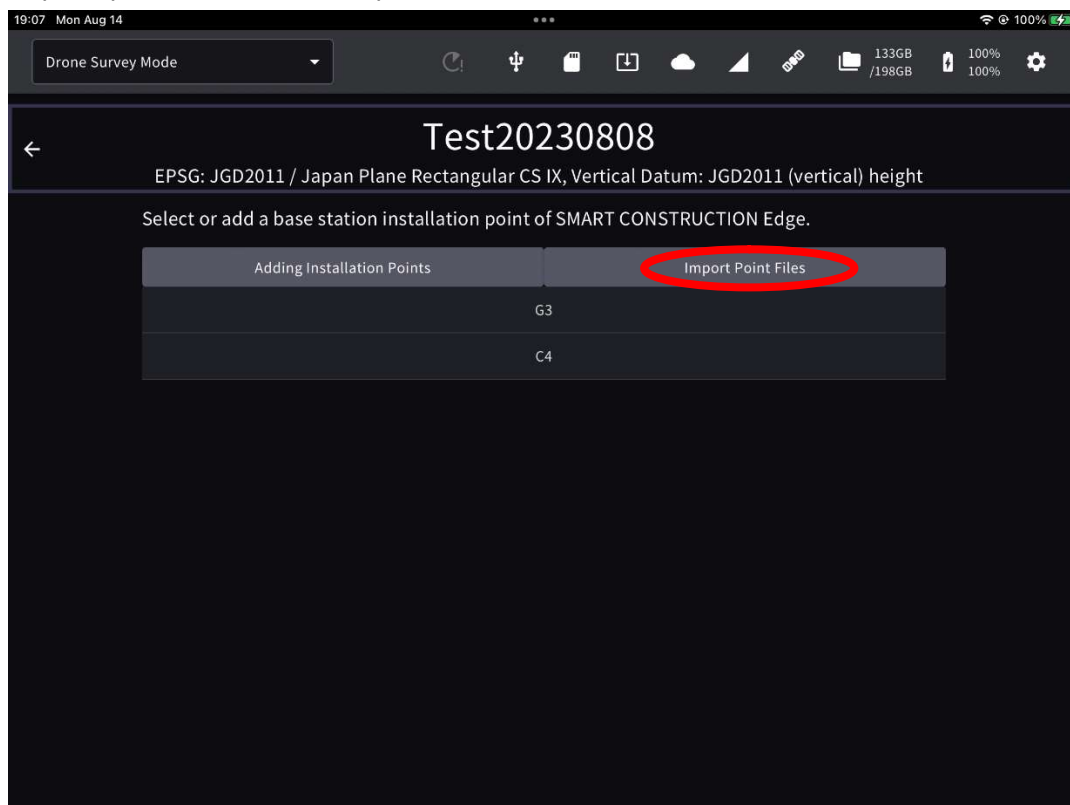 19:07 Mon Aug 14
100%
Drone Survey Mode
133GB
/198GB
100%
100%
Test20230808
EPSG: JGD2011 / Japan Plane Rectangular CS IX, Vertical Datum: JGD2011 (vertical) height
Select or add a base station installation point of SMART CONSTRUCTION Edge.
Adding Installation Points
Import Point Files
G3
C4